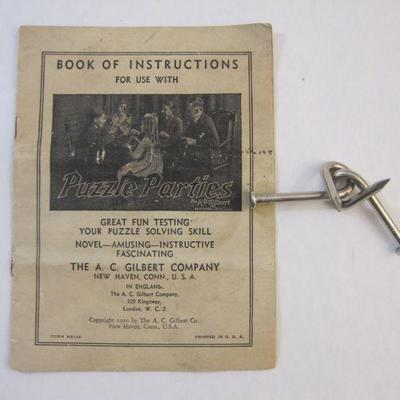 BOOK OF INSTRUCTIONS
FOR USE WITH
Puzzle Parties
A.C. Gilbert
GREAT FUN TESTING
YOUR PUZZLE SOLVING SKILL
NOVEL—AMUSING—INSTRUCTIVE
FASCINATING
THE A. C. GILBERT COMPANY
NEW HAVEN, CONN., U. S. A.
IN ENGLAND:
The A. C. Gilbert Company,
109 Kingsway,
London, W. C. 2
Copyright 1920 by The A. C. Gilbert Co.
New Haven, Conn., U.S.A.
FORM
PRINTED IN U. S. A.